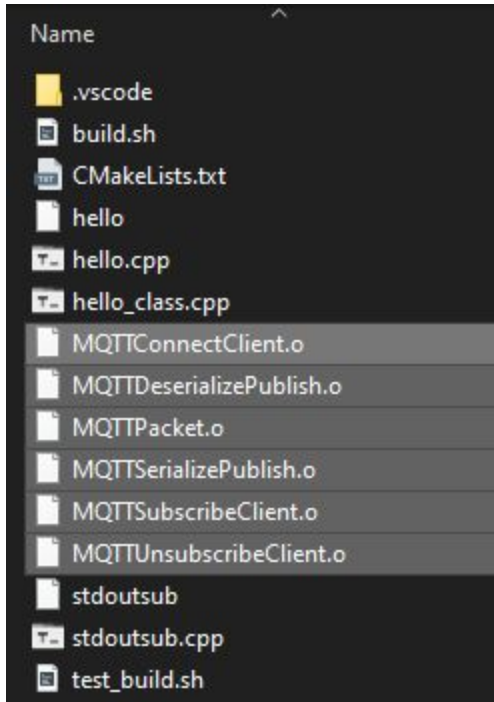 Name
.vscode
build.sh
CMakeLists.txt
hello
hello.cpp
hello_class.cpp
MQTTConnectClient.o
MQTTDeserializePublish.o
MQTTPacket.o
MQTTSerializePublish.o
MQTTSubscribeClient.o
MQTTUnsubscribeClient.o
stdoutsub
stdoutsub.cpp
test_build.sh